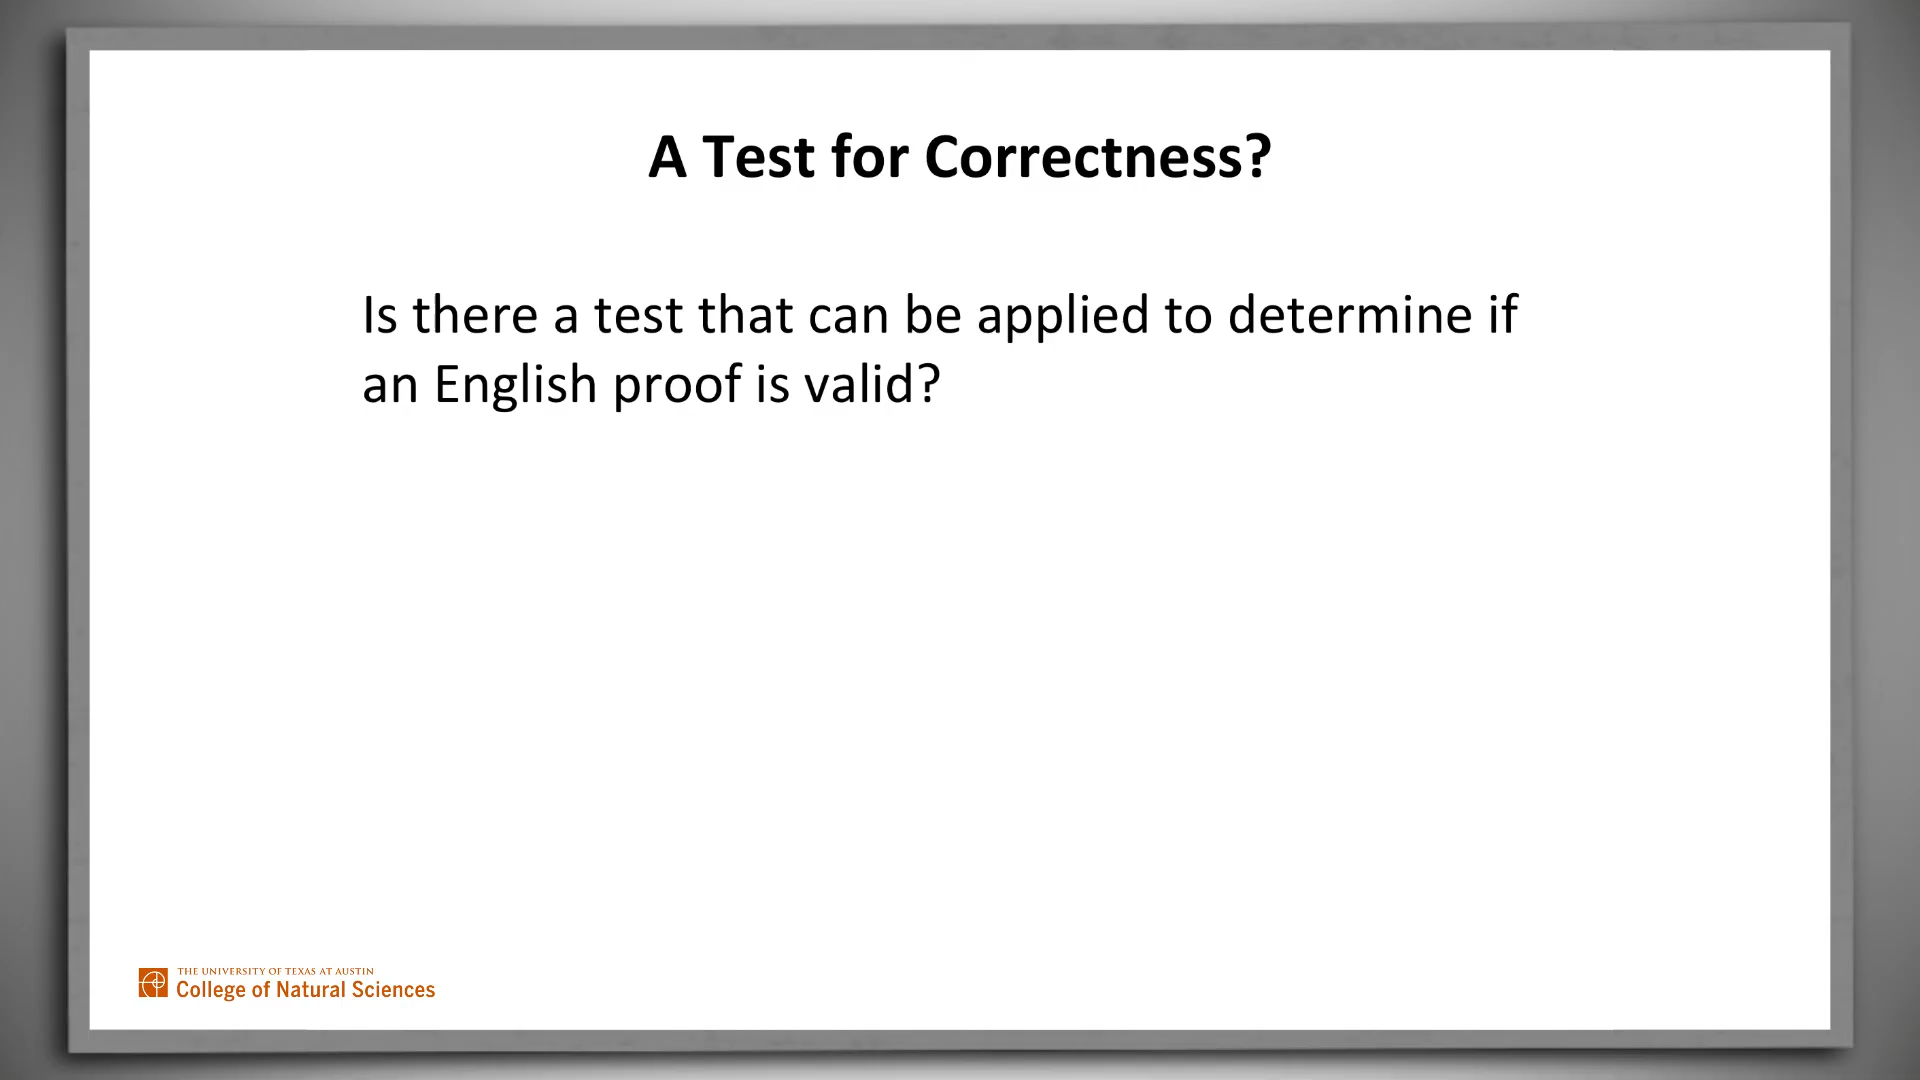 A Test for Correctness?
Is there a test that can be applied to determine if
an English proof is valid?
THE UNIVERSITY OF TEXAS AT AUSTIN
College of Natural Sciences